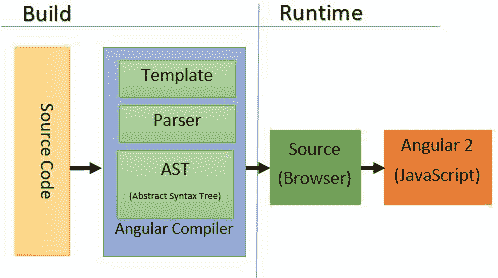 Build
Runtime
Source Code
Template
Parser
AST
(Abstract Syntax Tree)
Angular Compiler
Source
(Browser)
Angular 2
(JavaScript)